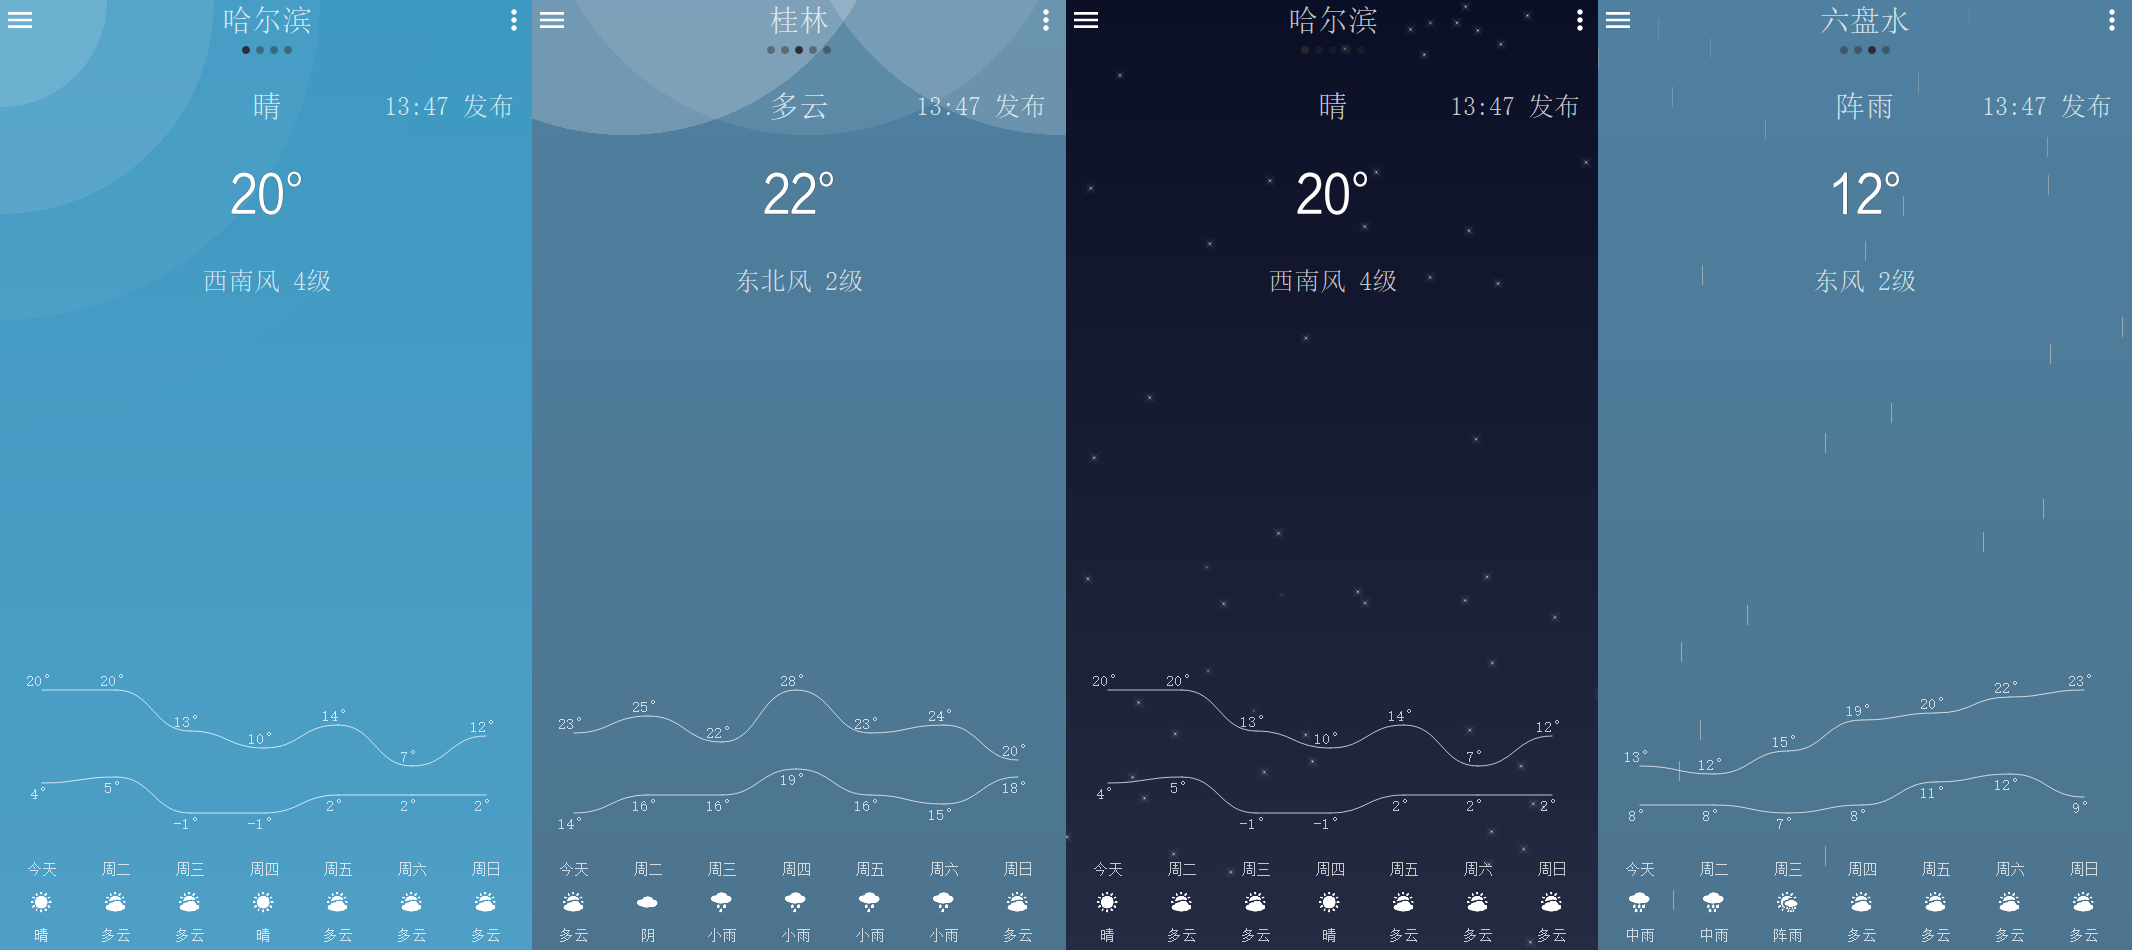 哈尔滨
晴
13:47 发布
20°
西南风 4级
20° 20° 13° 10° 14° 7° 12°
4° 5° -1° -1° 2° 2° 2°
今天 周二 周三 周四 周五 周六 周日
晴 多云 多云 晴 多云 多云 多云
桂林
多云
13:47 发布
22°
东北风 2级
23° 25° 22° 28° 23° 24° 20°
14° 16° 16° 19° 16° 15° 18°
今天 周二 周三 周四 周五 周六 周日
多云 阴 小雨 小雨 小雨 小雨 多云
哈尔滨
晴
13:47 发布
20°
西南风 4级
20° 20° 13° 10° 14° 7° 12°
4° 5° -1° -1° 2° 2° 2°
今天 周二 周三 周四 周五 周六 周日
晴 多云 多云 晴 多云 多云 多云
六盘水
阵雨
13:47 发布
12°
东风 2级
13° 12° 15° 19° 20° 22° 23°
8° 8° 7° 8° 11° 12° 9°
今天 周二 周三 周四 周五 周六 周日
中雨 中雨 阵雨 多云 多云 多云 多云